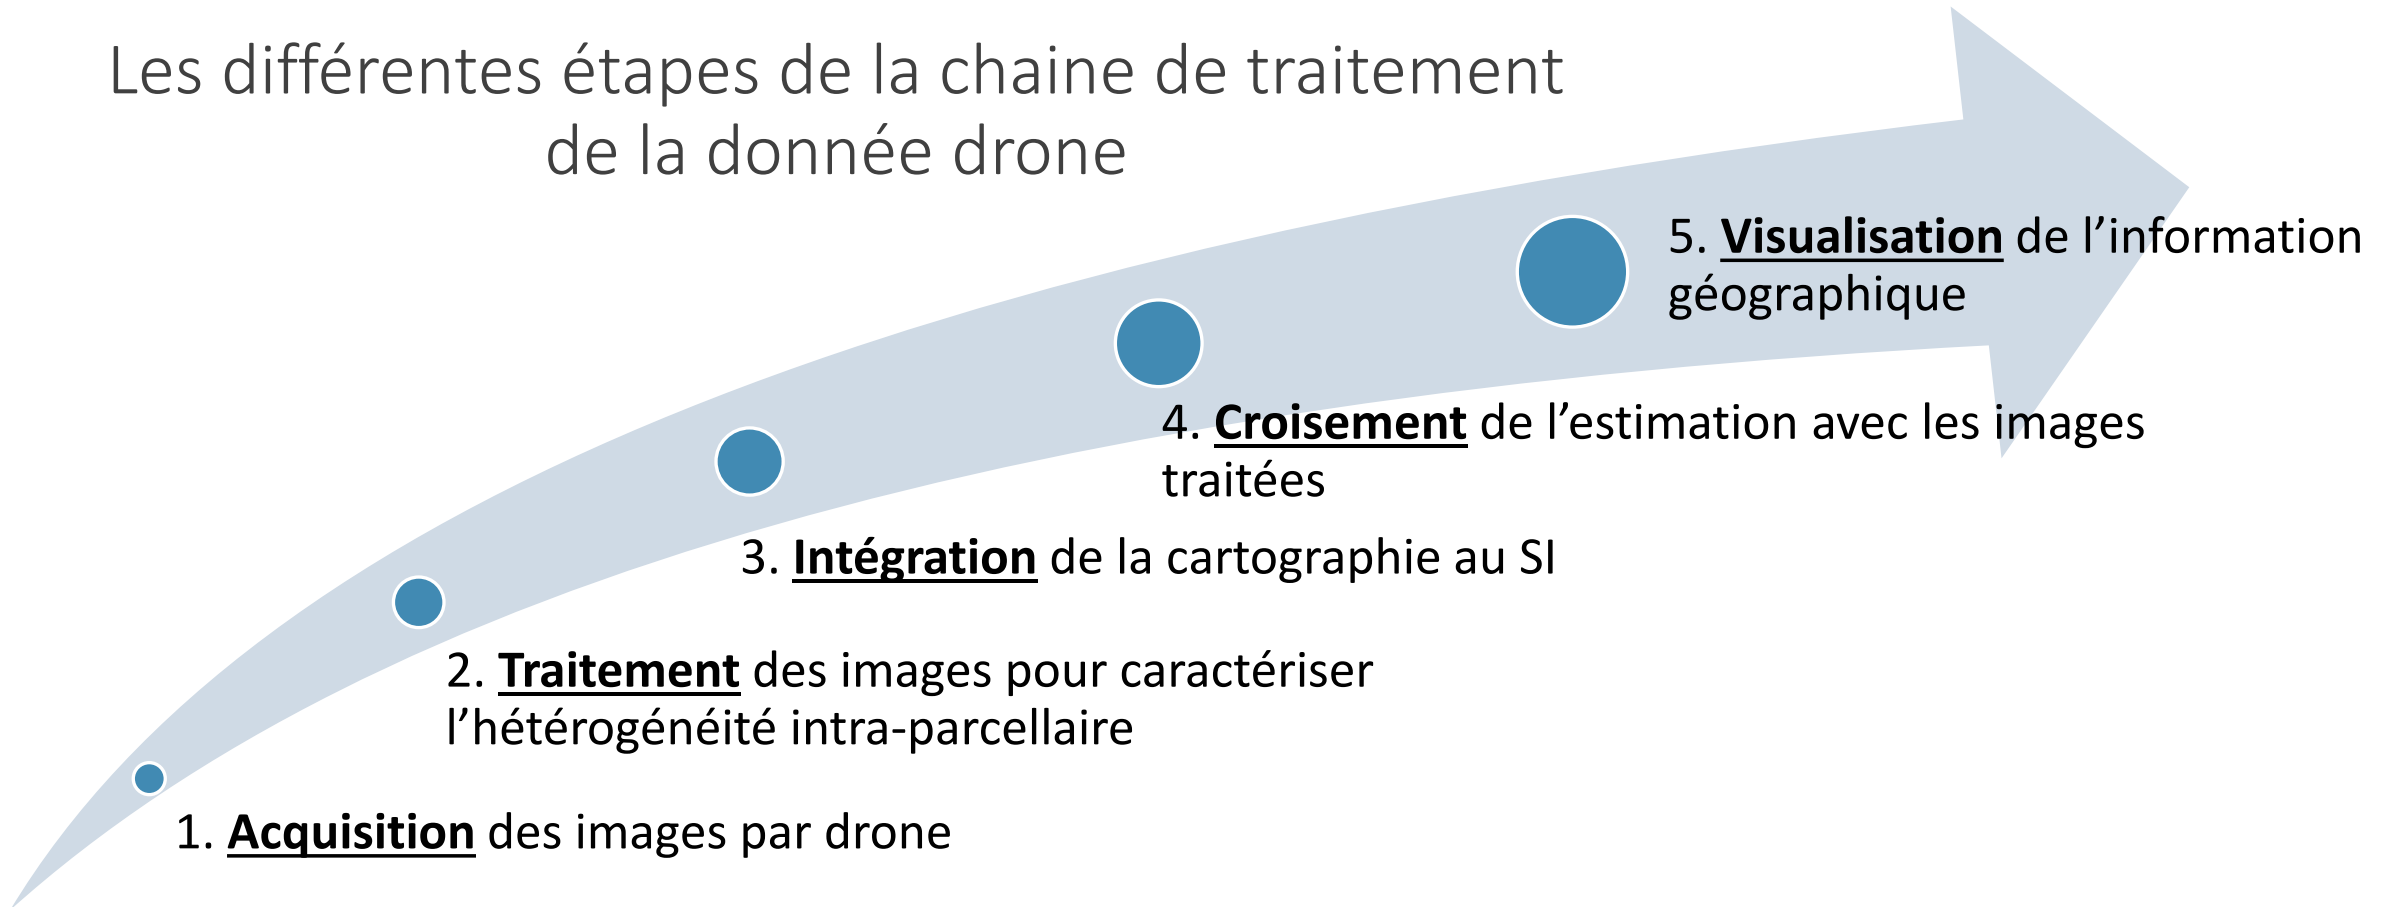 Les différentes étapes de la chaine de traitement
de la donnée drone
5. Visualisation de l’information
géographique
4. Croisement de l’estimation avec les images
traitées
3. Intégration de la cartographie au SI
2. Traitement des images pour caractériser
l’hétérogénéité intra-parcellaire
1. Acquisition des images par drone